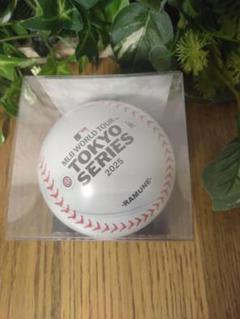 MLB WORLD TOUR
TOKYO
SERIES
2025
-RAMUNE-